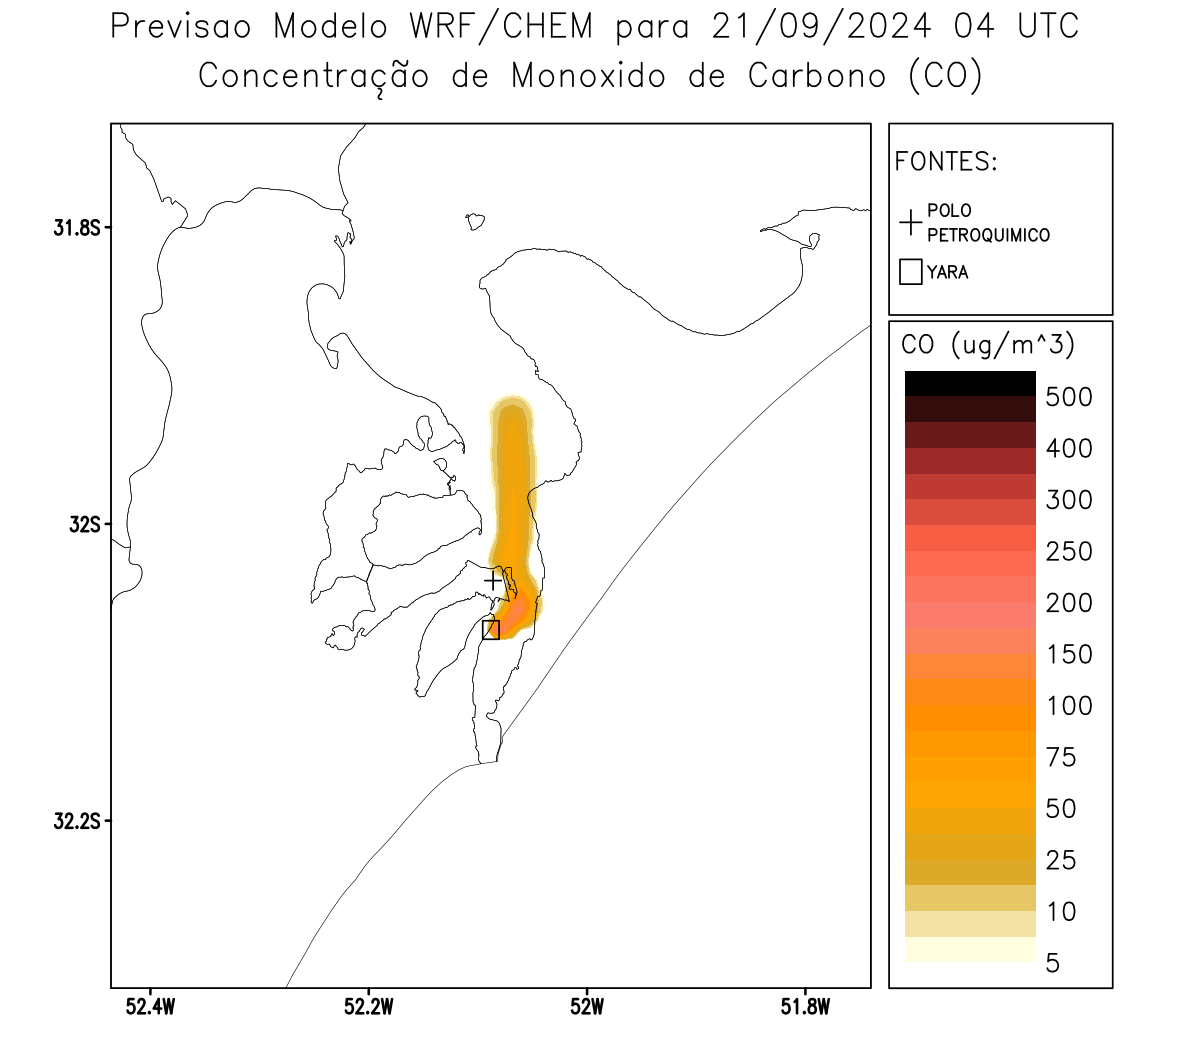 Previsao Modelo WRF/CHEM para 21/09/2024 04 UTC
Concentração de Monoxido de Carbono (CO)
FONTES:
POLO
PETROQUIMICO
YARA
CO (ug/m^3)
500
400
300
250
200
150
100
75
50
25
10
5
31.8S
32S
32.2S
52.4W
52.2W
52W
51.8W